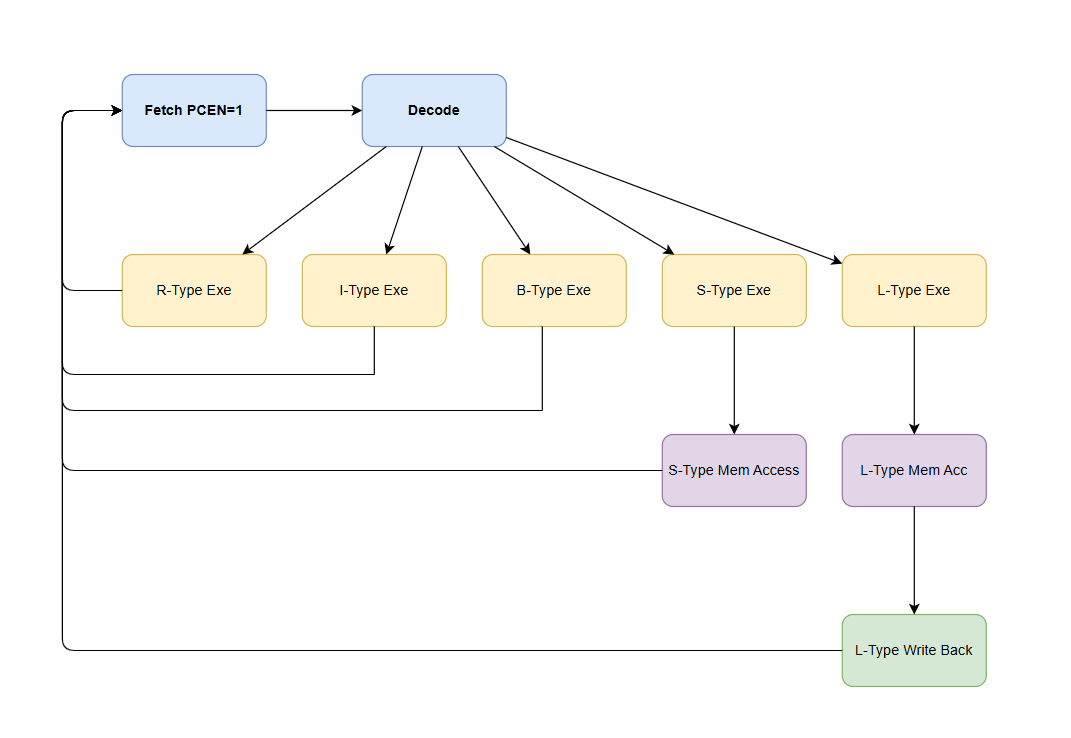 Fetch PCEN=1
Decode
R-Type Exe
I-Type Exe
B-Type Exe
S-Type Exe
L-Type Exe
S-Type Mem Access
L-Type Mem Acc
L-Type Write Back